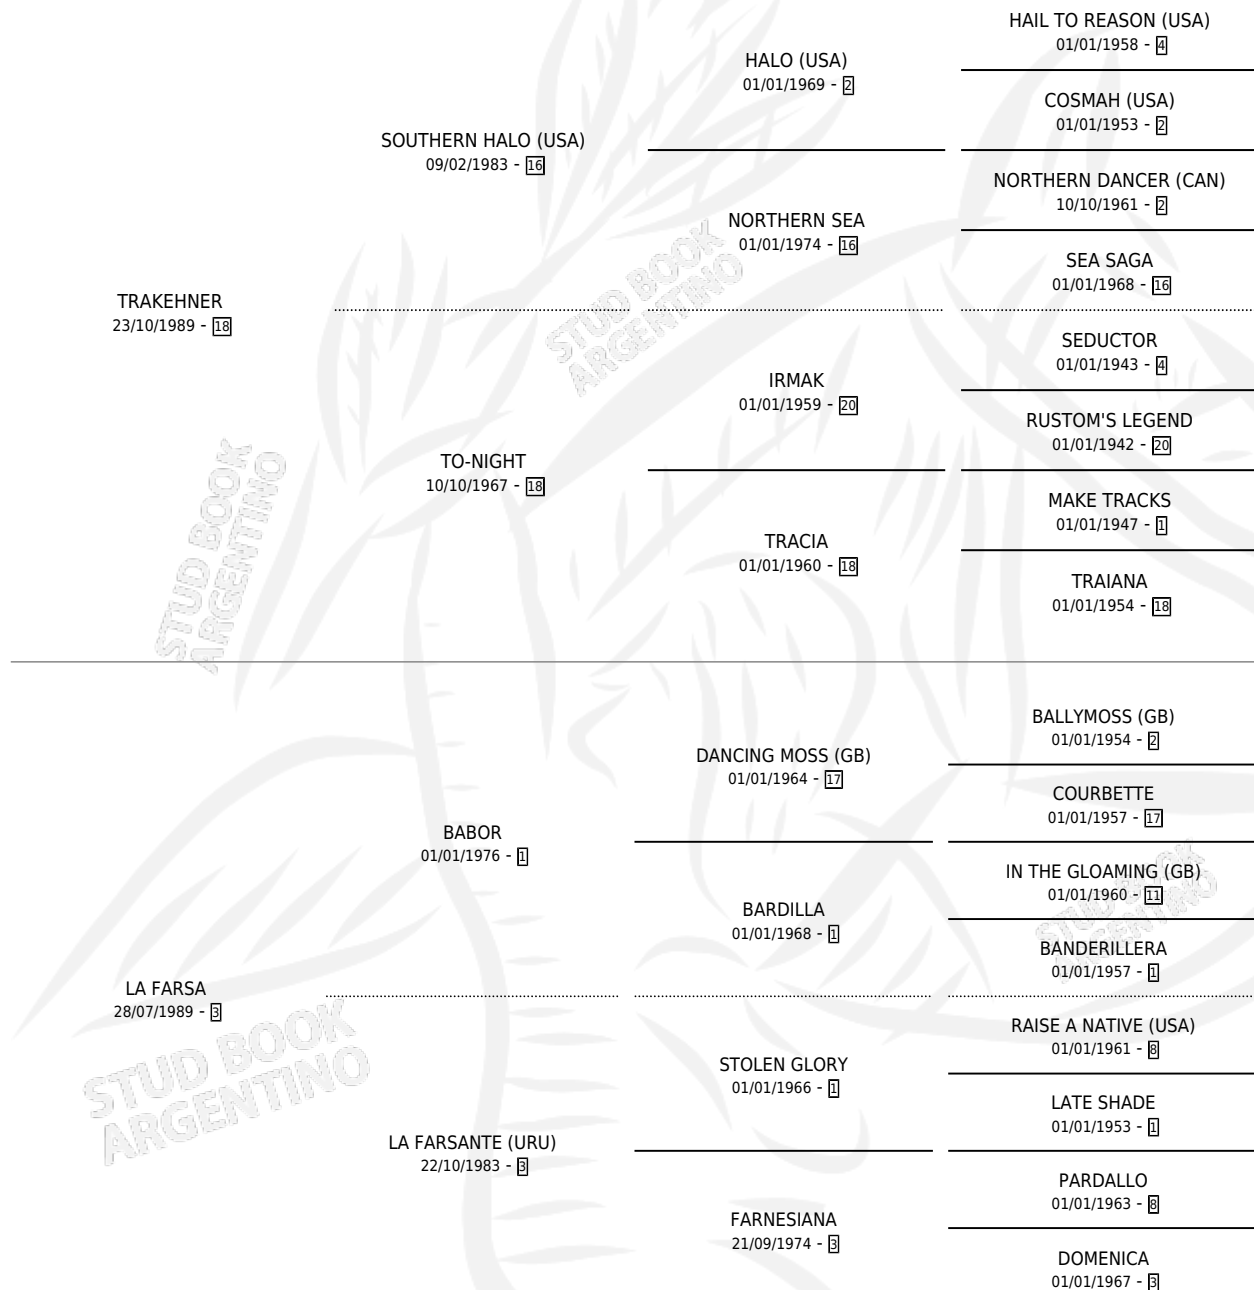 HAIL TO REASON (USA)
01/01/1958 - 4
HALO (USA)
01/01/1969 - 2
COSMAH (USA)
01/01/1953 - 2
SOUTHERN HALO (USA)
09/02/1983 - 16
NORTHERN DANCER (CAN)
10/10/1961 - 2
NORTHERN SEA
01/01/1974 - 16
SEA SAGA
01/01/1968 - 16
TRAKEHNER
23/10/1989 - 18
SEDUCTOR
01/01/1943 - 4
IRMAK
01/01/1959 - 20
RUSTOM'S LEGEND
01/01/1942 - 20
TO-NIGHT
10/10/1967 - 18
MAKE TRACKS
01/01/1947 - 1
TRACIA
01/01/1960 - 18
TRAIANA
01/01/1954 - 18
BALLYMOSS (GB)
01/01/1954 - 2
DANCING MOSS (GB)
01/01/1964 - 17
COURBETTE
01/01/1957 - 17
BABOR
01/01/1976 - 1
IN THE GLOAMING (GB)
01/01/1960 - 11
BARDILLA
01/01/1968 - 1
BANDERILLERA
01/01/1957 - 1
LA FARSA
28/07/1989 - 3
RAISE A NATIVE (USA)
01/01/1961 - 8
STOLEN GLORY
01/01/1966 - 1
LATE SHADE
01/01/1953 - 1
LA FARSANTE (URU)
22/10/1983 - 3
PARDALLO
01/01/1963 - 8
FARNESIANA
21/09/1974 - 3
DOMENICA
01/01/1967 - 3
STUD BOOK
ARGENTINO
STUD BOOK
ARGENTINO
STUD BOOK
ARGENTINO
STUD BOOK
ARGENTINO